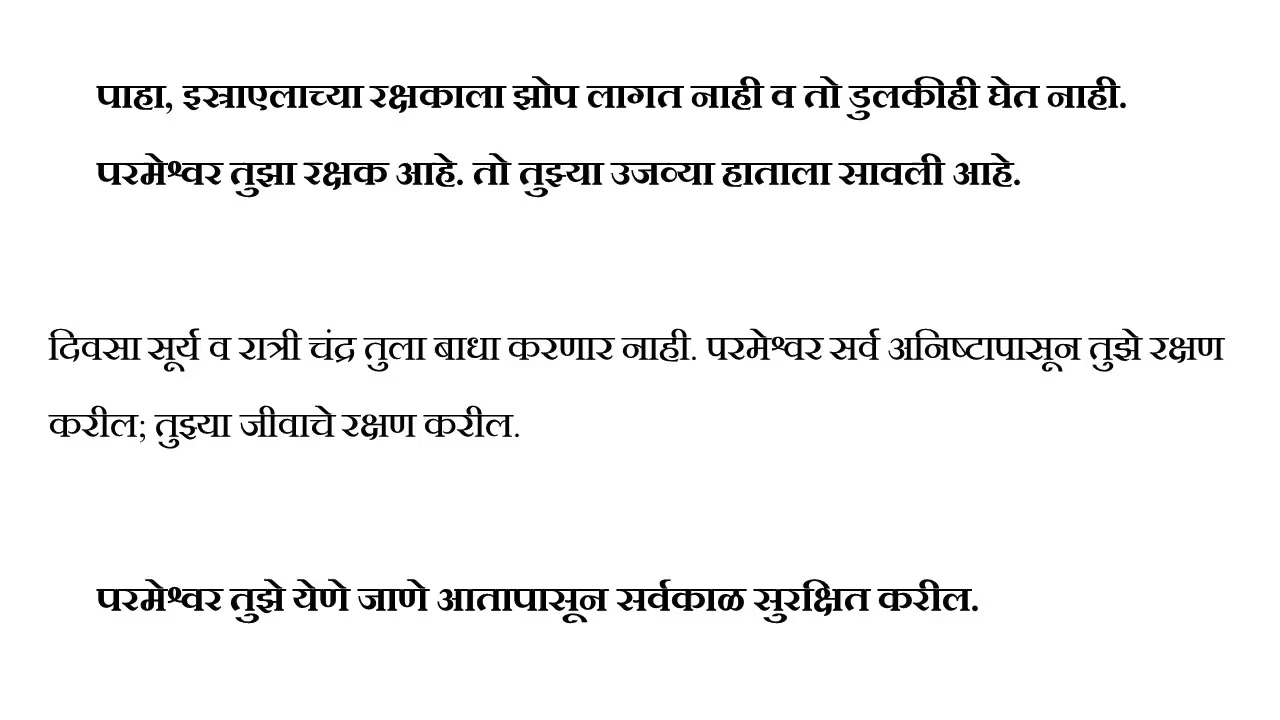 पाहा, इस्राएलाच्या रक्षकाला झोप लागत नाही व तो डुलकीही घेत नाही.
परमेश्वर तुझा रक्षक आहे. तो तुझ्या उजव्या हाताला सावली आहे.
दिवसा सूर्य व रात्री चंद्र तुला बाधा करणार नाही. परमेश्वर सर्व अनिष्टापासून तुझे रक्षण
करील; तुझ्या जीवाचे रक्षण करील.
परमेश्वर तुझे येणे जाणे आतापासून सर्वकाळ सुरक्षित करील.